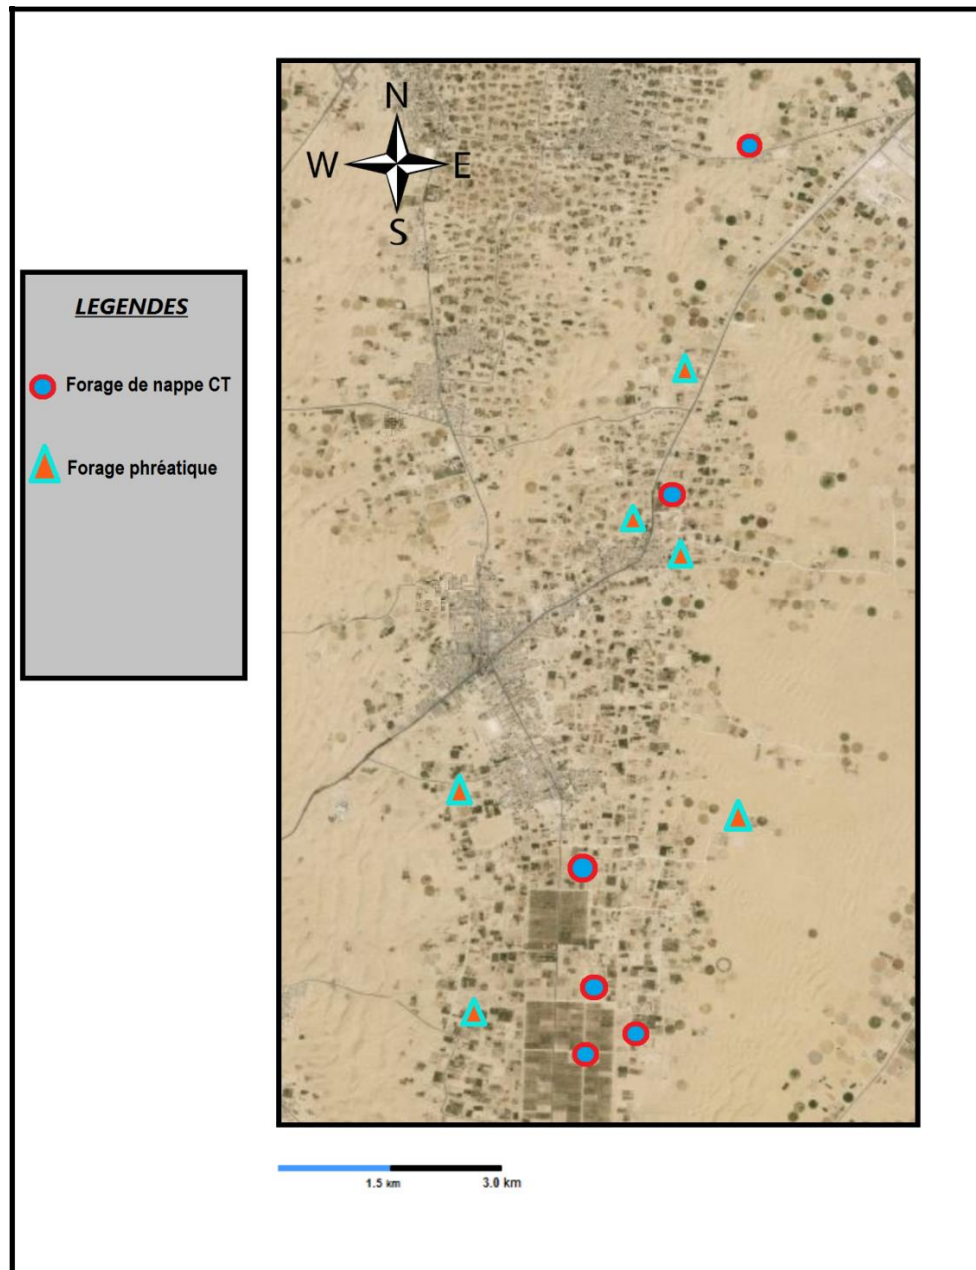 N
W E
S
LEGENDES
Forage de nappe CT
Forage phréatique
1.5 km 3.0 km